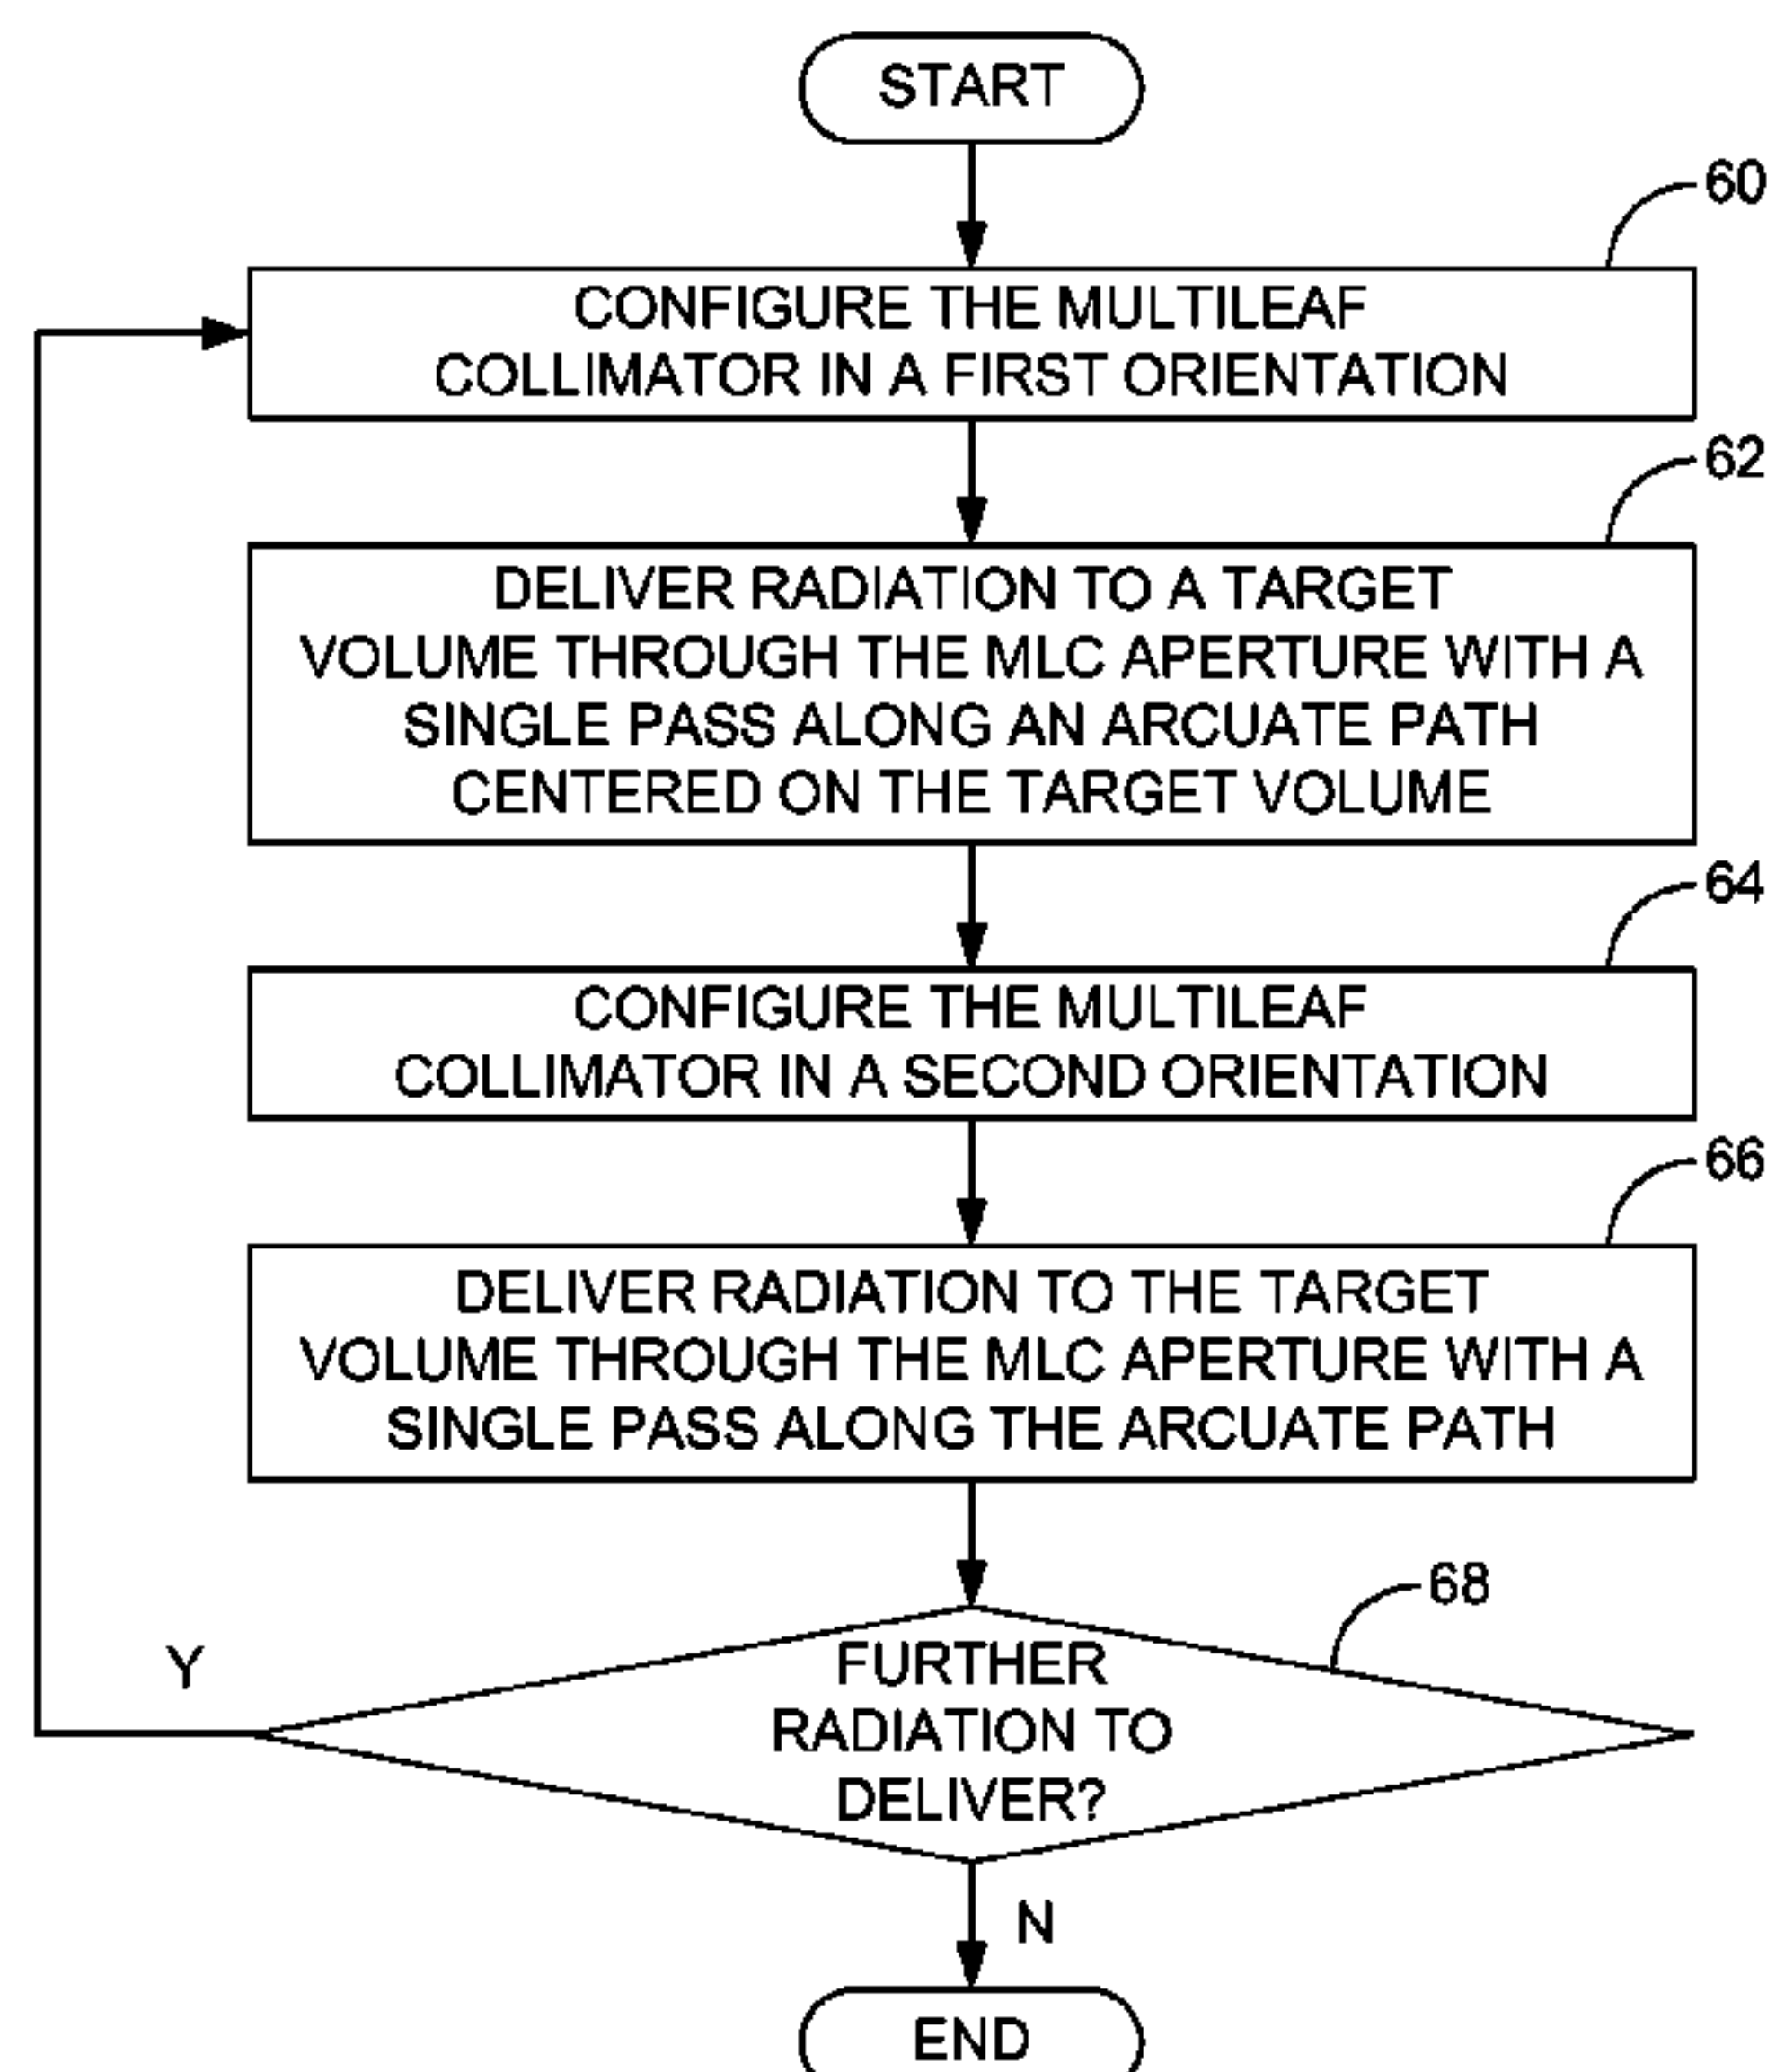 START
60
CONFIGURE THE MULTILEAF
COLLIMATOR IN A FIRST ORIENTATION
62
DELIVER RADIATION TO A TARGET
VOLUME THROUGH THE MLC APERTURE WITH A
SINGLE PASS ALONG AN ARCUATE PATH
CENTERED ON THE TARGET VOLUME
64
CONFIGURE THE MULTILEAF
COLLIMATOR IN A SECOND ORIENTATION
66
DELIVER RADIATION TO THE TARGET
VOLUME THROUGH THE MLC APERTURE WITH A
SINGLE PASS ALONG THE ARCUATE PATH
68
Y
FURTHER
RADIATION TO
DELIVER?
N
END